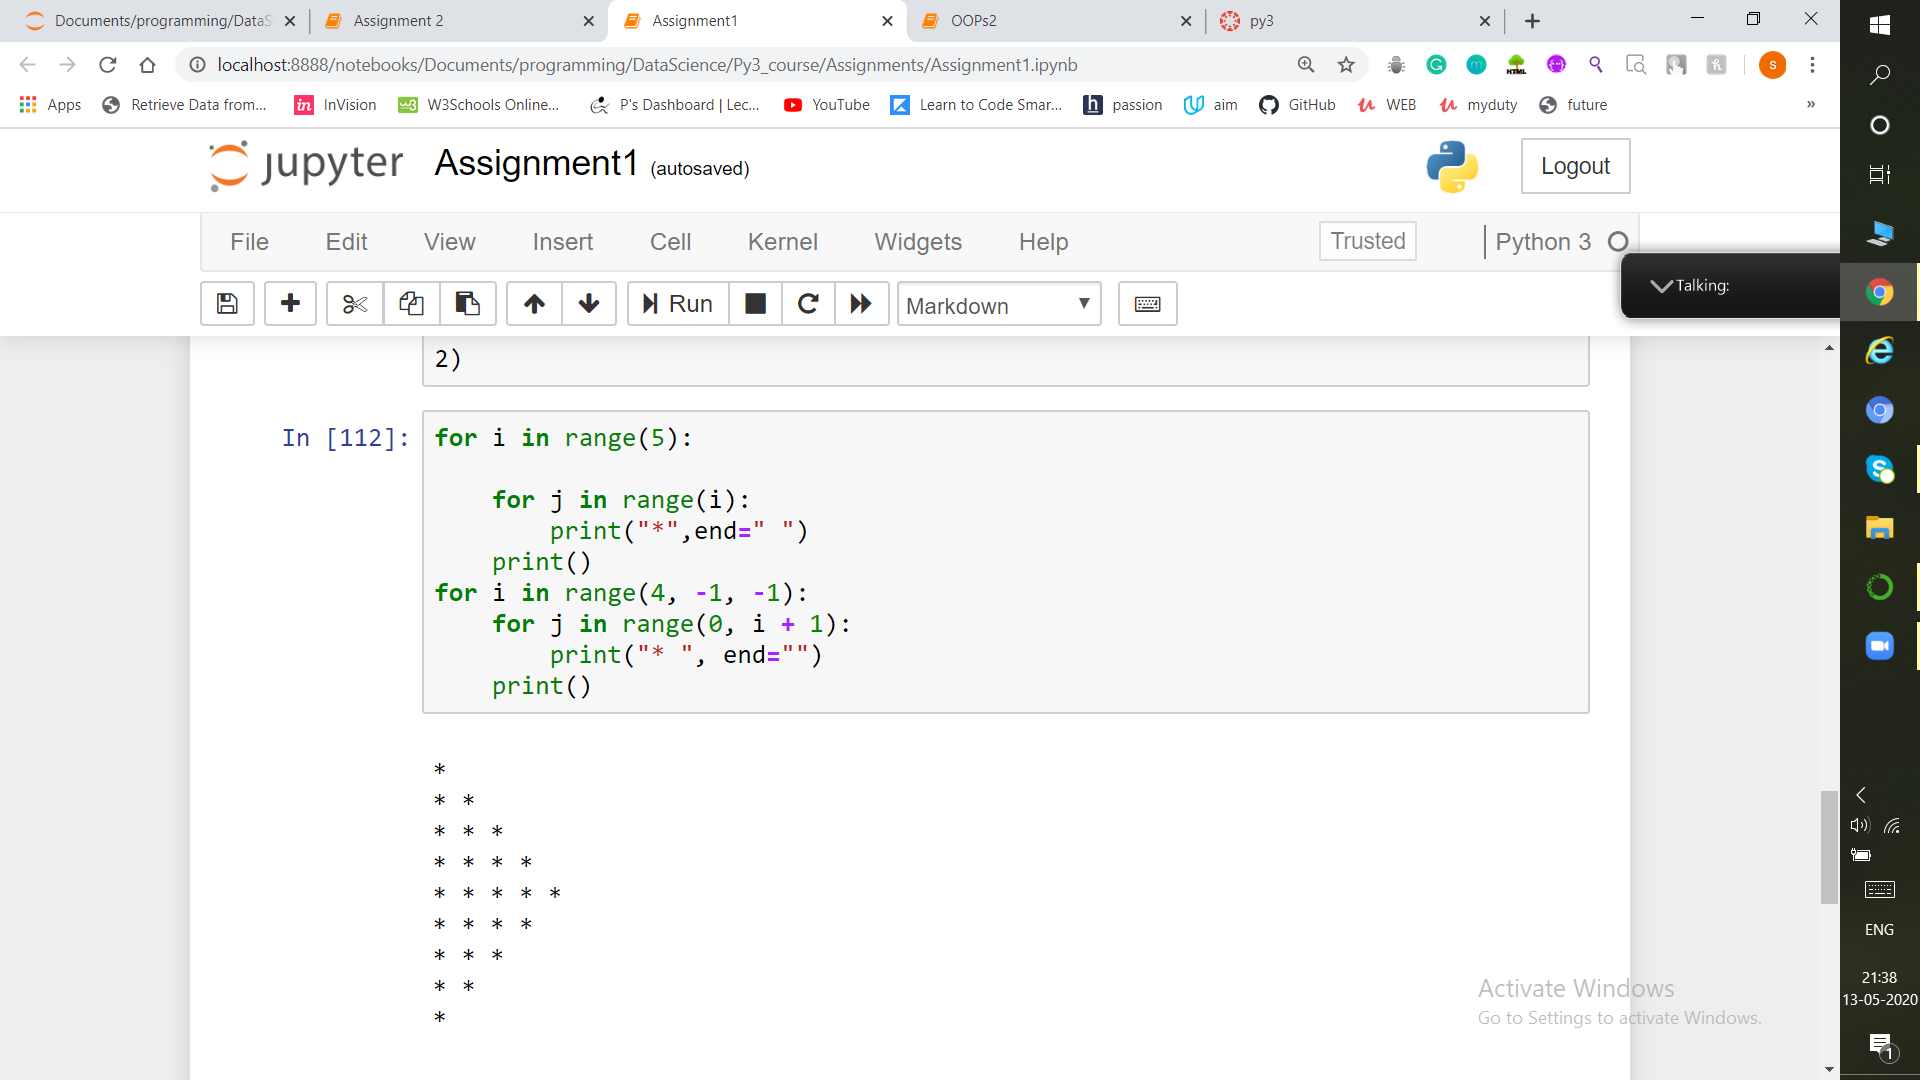 Documents/programming/DataS
Assignment 2
Assignment1
OOPs2
py3
localhost:8888/notebooks/Documents/programming/DataScience/Py3_course/Assignments/Assignment1.ipynb
Apps
Retrieve Data from...
InVision
W3Schools Online...
P's Dashboard | Lec...
YouTube
Learn to Code Smar...
passion
aim
GitHub
WEB
myduty
future
»
jupyter Assignment1 (autosaved)
Logout
File Edit View Insert Cell Kernel Widgets Help
Trusted
Python 3
Talking:
Run
Markdown
2)
In [112]:
for i in range(5):
    for j in range(i):
        print("*",end=" ")
    print()
for i in range(4, -1, -1):
    for j in range(0, i + 1):
        print("* ", end="")
    print()
*
* *
* * *
* * * *
* * * * *
* * * *
* * *
* *
*
Activate Windows
Go to Settings to activate Windows.
ENG
21:38
13-05-2020
1